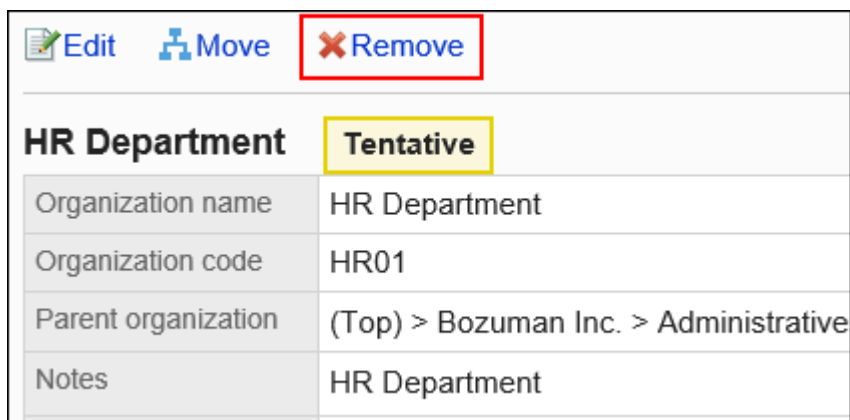 Edit Move Remove
HR Department Tentative
Organization name HR Department
Organization code HR01
Parent organization (Top) > Bozuman Inc. > Administrative
Notes HR Department